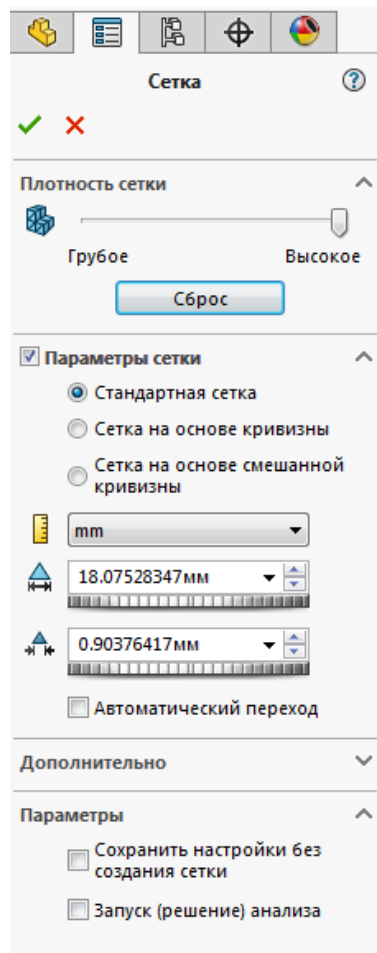 Сетка
?
Плотность сетки
Грубое Высокое
Сброс
Параметры сетки
Стандартная сетка
Сетка на основе кривизны
Сетка на основе смешанной
кривизны
mm
18.07528347мм
0.90376417мм
Автоматический переход
Дополнительно
Параметры
Сохранить настройки без
создания сетки
Запуск (решение) анализа